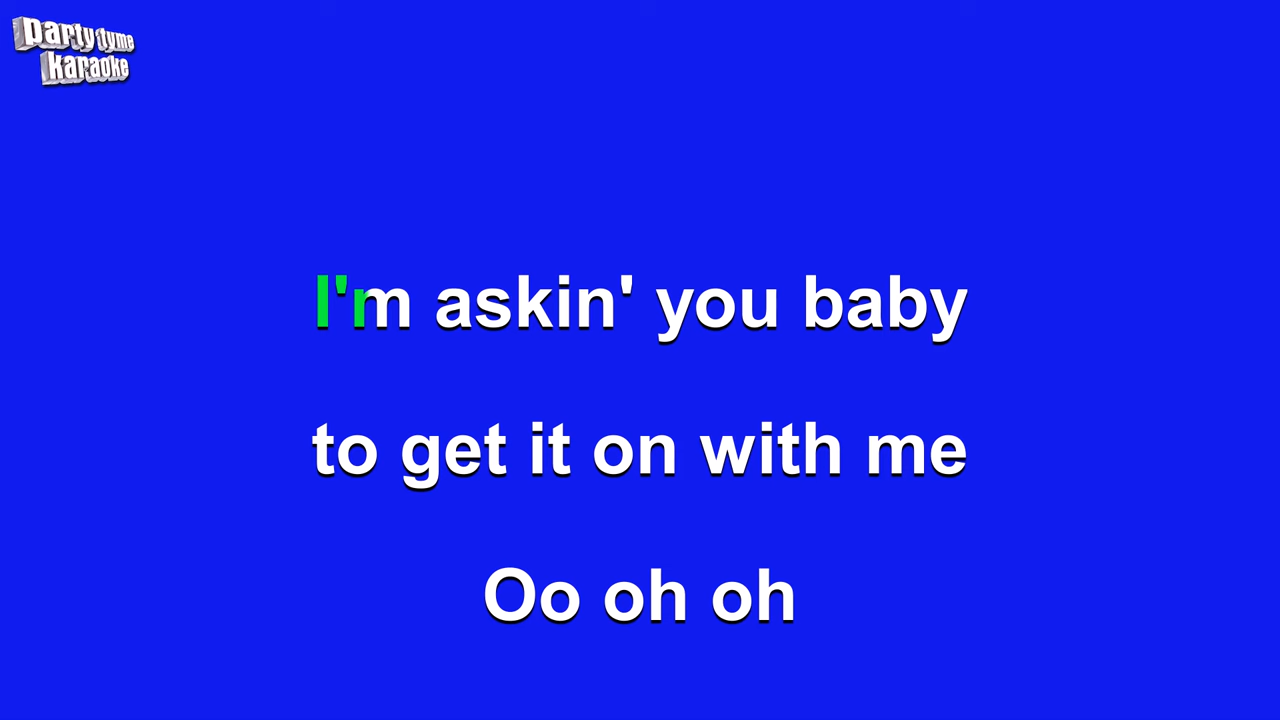 party tyme
karaoke
I'm askin' you baby
to get it on with me
Oo oh oh